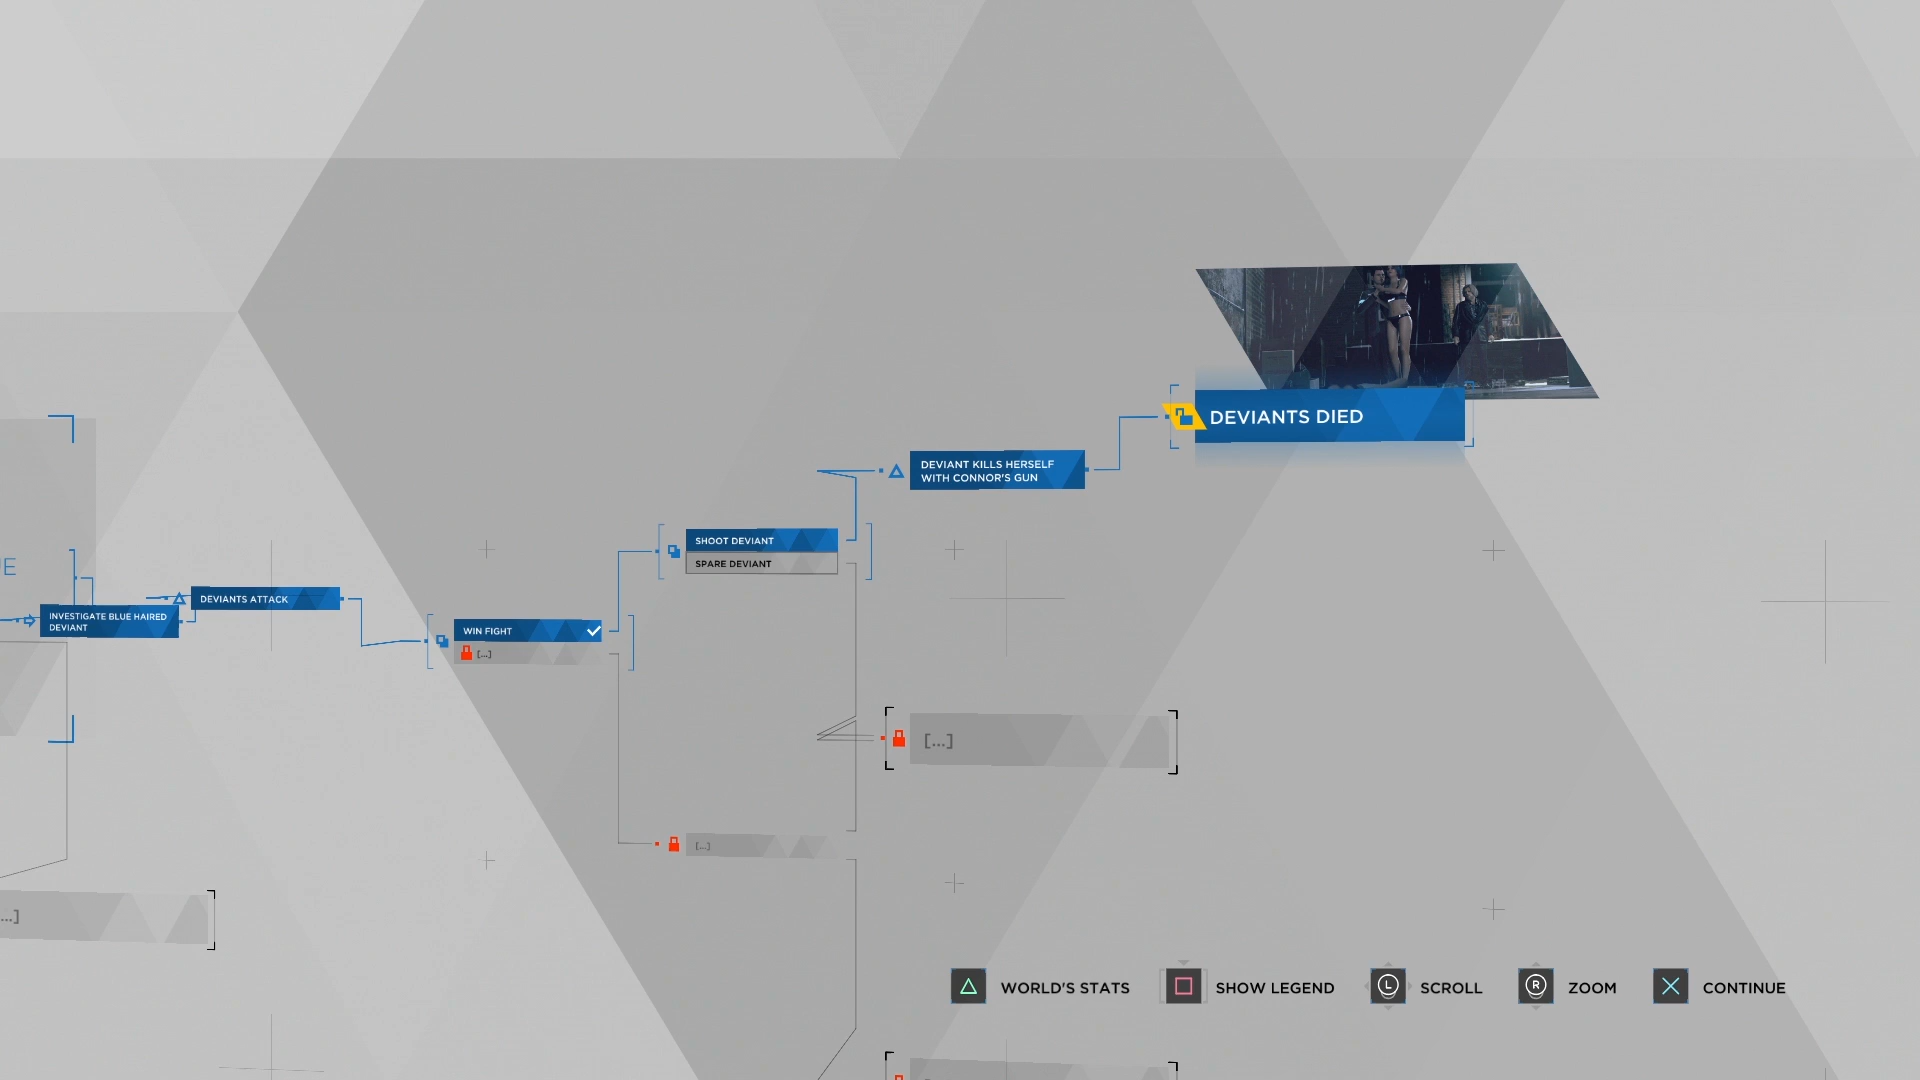 DEVIANTS DIED
DEVIANT KILLS HERSELF
WITH CONNOR'S GUN
SHOOT DEVIANT
SPARE DEVIANT
E
DEVIANTS ATTACK
INVESTIGATE BLUE HAIRED
DEVIANT
WIN FIGHT
[...]
[...]
[...]
...]
WORLD'S STATS
SHOW LEGEND
L
SCROLL
R
ZOOM
CONTINUE